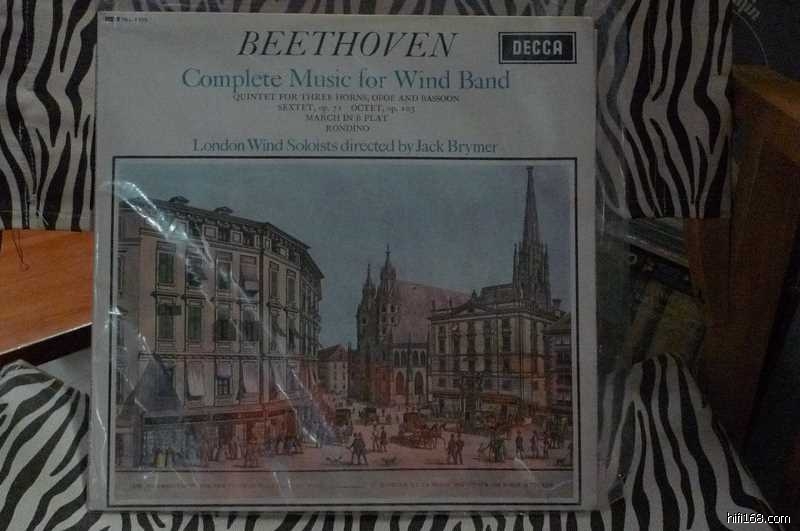 BEETHOVEN
DECCA
Complete Music for Wind Band
QUINTET FOR THREE HORNS, OBOE AND BASSOON
SEXTET, op. 71 OCTET, op. 103
MARCH IN B FLAT
RONDINO
London Wind Soloists directed by Jack Brymer
hifi168.com